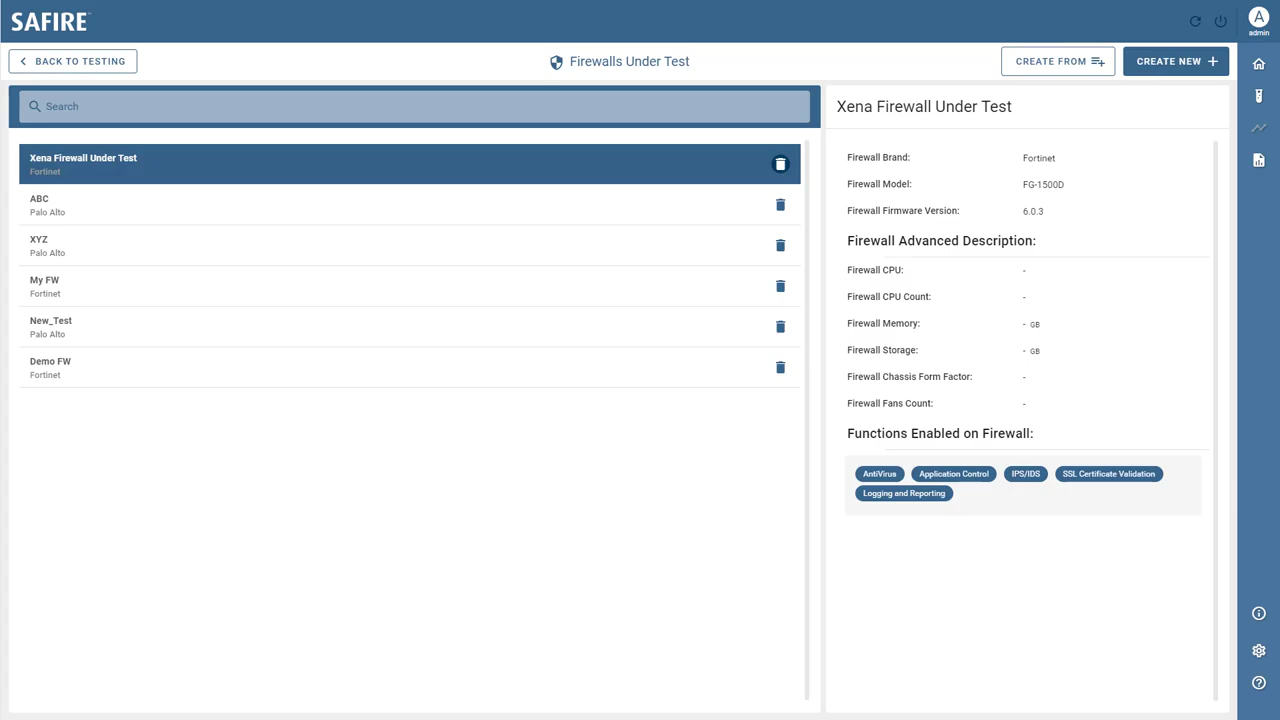 SAFIRE
A
admin
BACK TO TESTING
Firewalls Under Test
CREATE FROM
CREATE NEW
Search
Xena Firewall Under Test
Fortinet
ABC
Palo Alto
XYZ
Palo Alto
My FW
Fortinet
New_Test
Palo Alto
Demo FW
Fortinet
Xena Firewall Under Test
Firewall Brand: Fortinet
Firewall Model: FG-1500D
Firewall Firmware Version: 6.0.3
Firewall Advanced Description:
Firewall CPU: -
Firewall CPU Count: -
Firewall Memory: - GB
Firewall Storage: - GB
Firewall Chassis Form Factor: -
Firewall Fans Count: -
Functions Enabled on Firewall:
AntiVirus Application Control IPS/IDS SSL Certificate Validation
Logging and Reporting